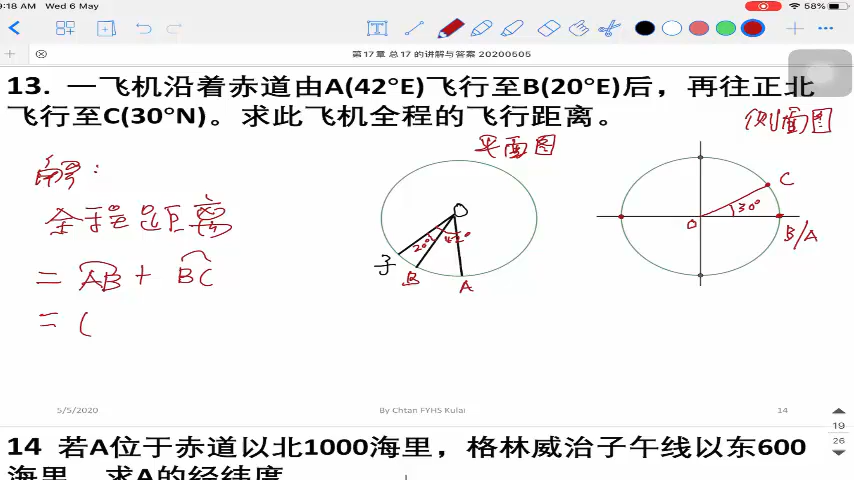 9:18 AM Wed 6 May
58%
第17章 总17 的讲解与答案 20200505
13. 一飞机沿着赤道由A(42°E)飞行至B(20°E)后，再往正北
飞行至C(30°N)。求此飞机全程的飞行距离。
平面图
侧面图
解：
全程距离
= AB + BC
= (
O
20°
42°
子
B
A
C
30°
O
B/A
5/5/2020
By Chtan FYHS Kulai
14
19
26
14 若A位于赤道以北1000海里，格林威治子午线以东600
海里，求A的经纬度。